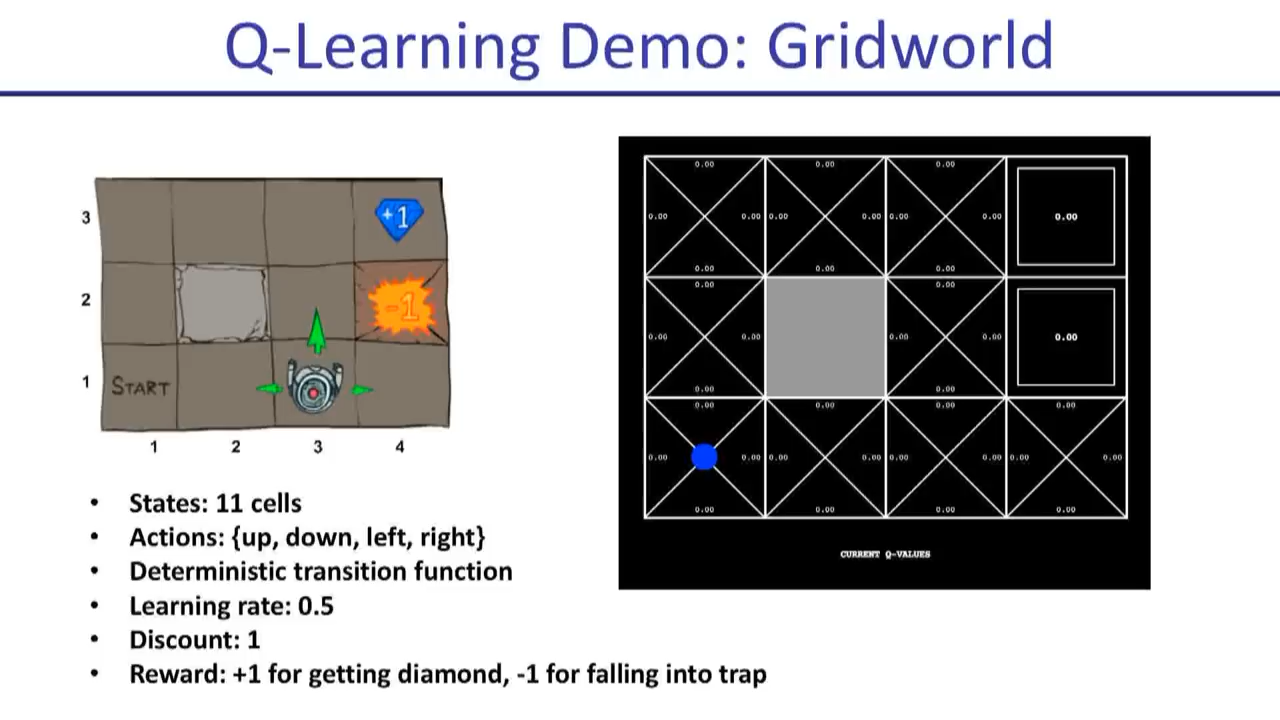 Q-Learning Demo: Gridworld
3
+1
2
-1
1
START
1 2 3 4
0.00 0.00 0.00
0.00 0.00 0.00 0.00 0.00 0.00 0.00
0.00 0.00 0.00
0.00 0.00
0.00 0.00 0.00 0.00 0.00
0.00 0.00
0.00 0.00 0.00 0.00
0.00 0.00 0.00 0.00 0.00 0.00 0.00 0.00
0.00 0.00 0.00 0.00
CURRENT Q-VALUES
• States: 11 cells
• Actions: {up, down, left, right}
• Deterministic transition function
• Learning rate: 0.5
• Discount: 1
• Reward: +1 for getting diamond, -1 for falling into trap